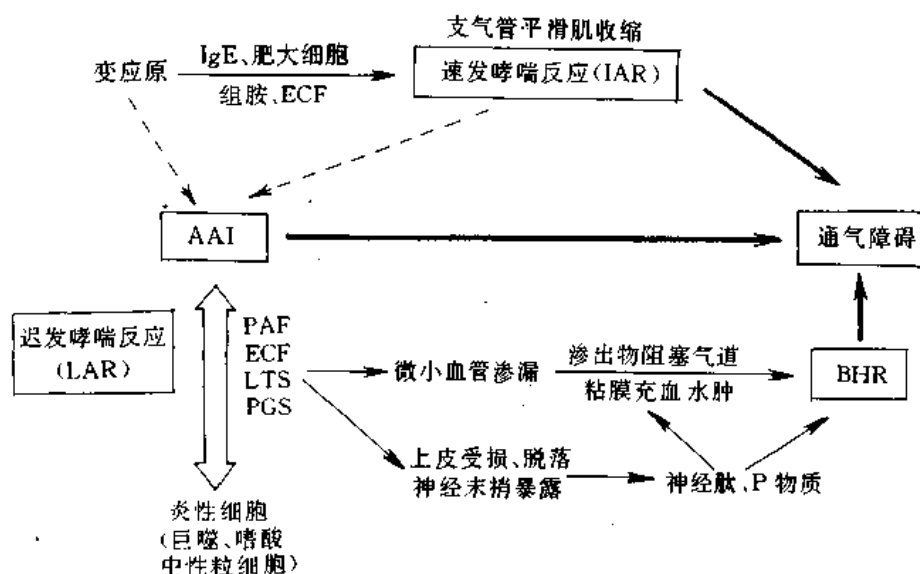 支气管平滑肌收缩
变应原
IgE、肥大细胞
组胺、ECF
速发哮喘反应(IAR)
AAI
通气障碍
迟发哮喘反应
(LAR)
PAF
ECF
LTS
PGS
微小血管渗漏
渗出物阻塞气道
粘膜充血水肿
BHR
上皮受损、脱落
神经末梢暴露
神经肽、P物质
炎性细胞
(巨噬、嗜酸
中性粒细胞)